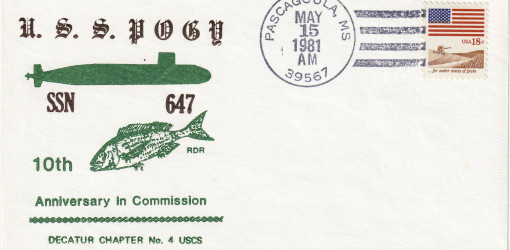 U. S. S. POGY
SSN 647
RDR
10th
Anniversary In Commission
DECATUR CHAPTER No. 4 USCS
PASCAGOULA, MS
MAY
15
1981
AM
39567
USA 18c
...for amber waves of grain